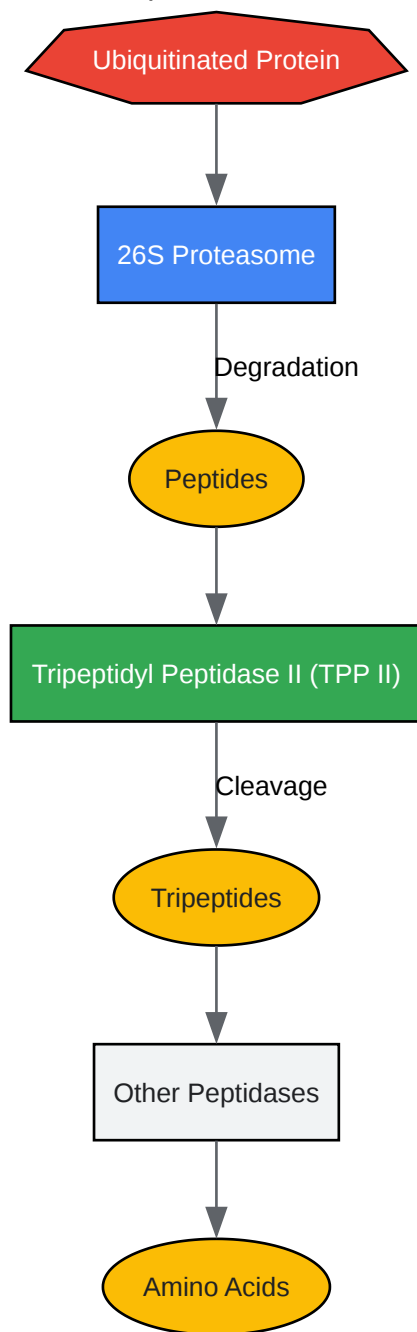 Ubiquitinated Protein
26S Proteasome
Degradation
Peptides
Tripeptidyl Peptidase II (TPP II)
Cleavage
Tripeptides
Other Peptidases
Amino Acids